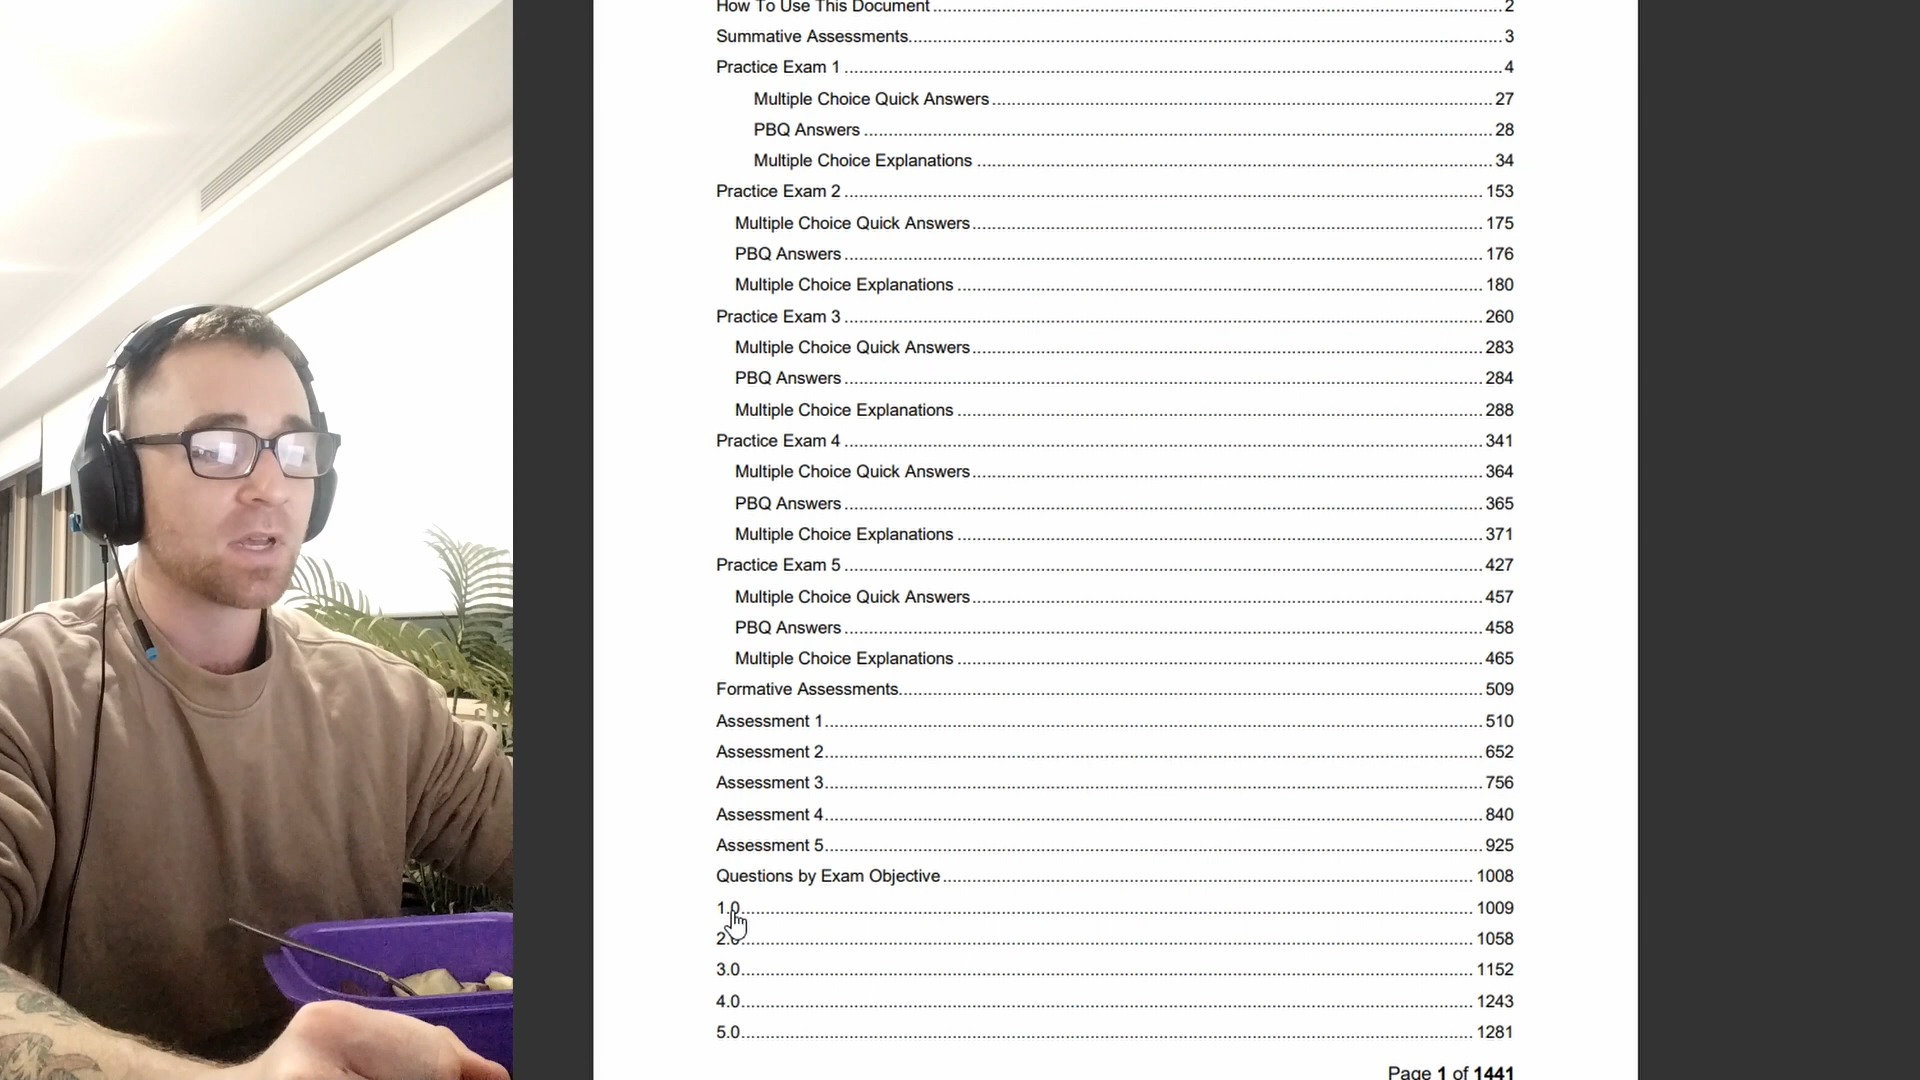 How To Use This Document ........ 2
Summative Assessments ........ 3
Practice Exam 1 ........ 4
Multiple Choice Quick Answers ........ 27
PBQ Answers ........ 28
Multiple Choice Explanations ........ 34
Practice Exam 2 ........ 153
Multiple Choice Quick Answers ........ 175
PBQ Answers ........ 176
Multiple Choice Explanations ........ 180
Practice Exam 3 ........ 260
Multiple Choice Quick Answers ........ 283
PBQ Answers ........ 284
Multiple Choice Explanations ........ 288
Practice Exam 4 ........ 341
Multiple Choice Quick Answers ........ 364
PBQ Answers ........ 365
Multiple Choice Explanations ........ 371
Practice Exam 5 ........ 427
Multiple Choice Quick Answers ........ 457
PBQ Answers ........ 458
Multiple Choice Explanations ........ 465
Formative Assessments ........ 509
Assessment 1 ........ 510
Assessment 2 ........ 652
Assessment 3 ........ 756
Assessment 4 ........ 840
Assessment 5 ........ 925
Questions by Exam Objective ........ 1008
1.0 ........ 1009
2.0 ........ 1058
3.0 ........ 1152
4.0 ........ 1243
5.0 ........ 1281
Page 1 of 1441